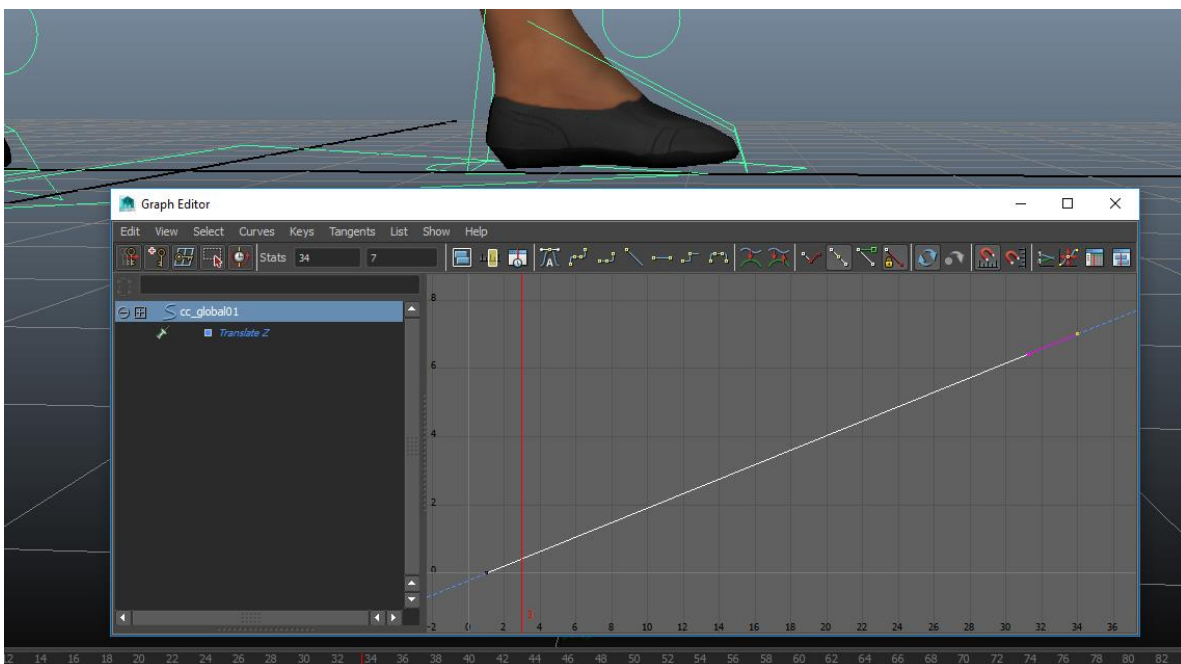 Graph Editor
Edit View Select Curves Keys Tangents List Show Help
Stats 34 7
cc_global01
Translate Z
8
6
4
2
0
3
-2 0 2 4 6 8 10 12 14 16 18 20 22 24 26 28 30 32 34 36
12 14 16 18 20 22 24 26 28 30 32 34 36 38 40 42 44 46 48 50 52 54 56 58 60 62 64 66 68 70 72 74 76 78 80 82